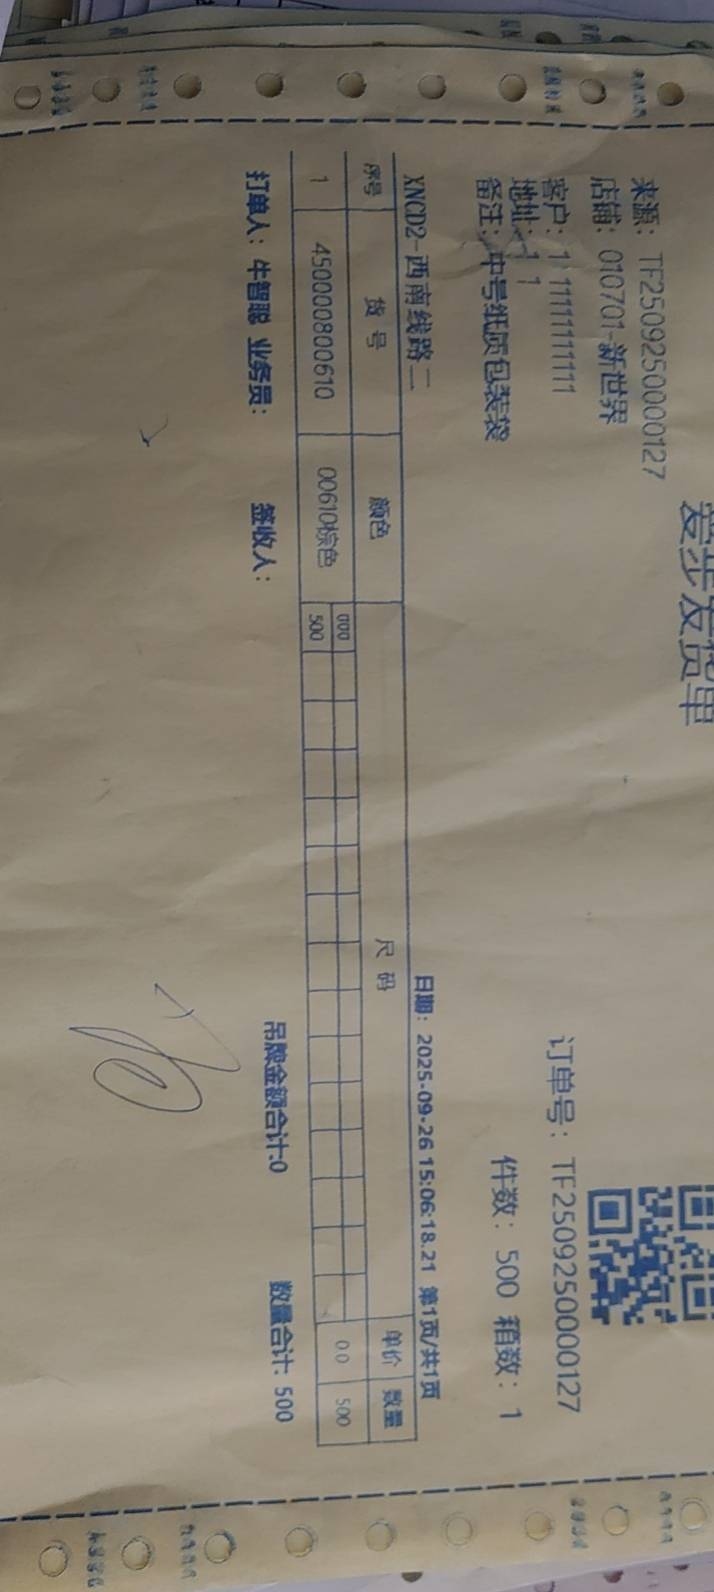 发货单
来源：TF2509250000127
订单号：TF2509250000127
店铺：010701-新世界
客户：1 11111111111
件数：500 箱数：1
地址：1 1
备注：中号纸质包装袋
XNCD2-西南线路二 日期：2025-09-26 15:06:18.21 第1页/共1页
序号 货号 颜色 尺码 单价 数量
000
1 450000800610 00610棕色 500 0.0 500
打单人：牛智聪 业务员： 签收人： 吊牌金额合计:0 数量合计: 500